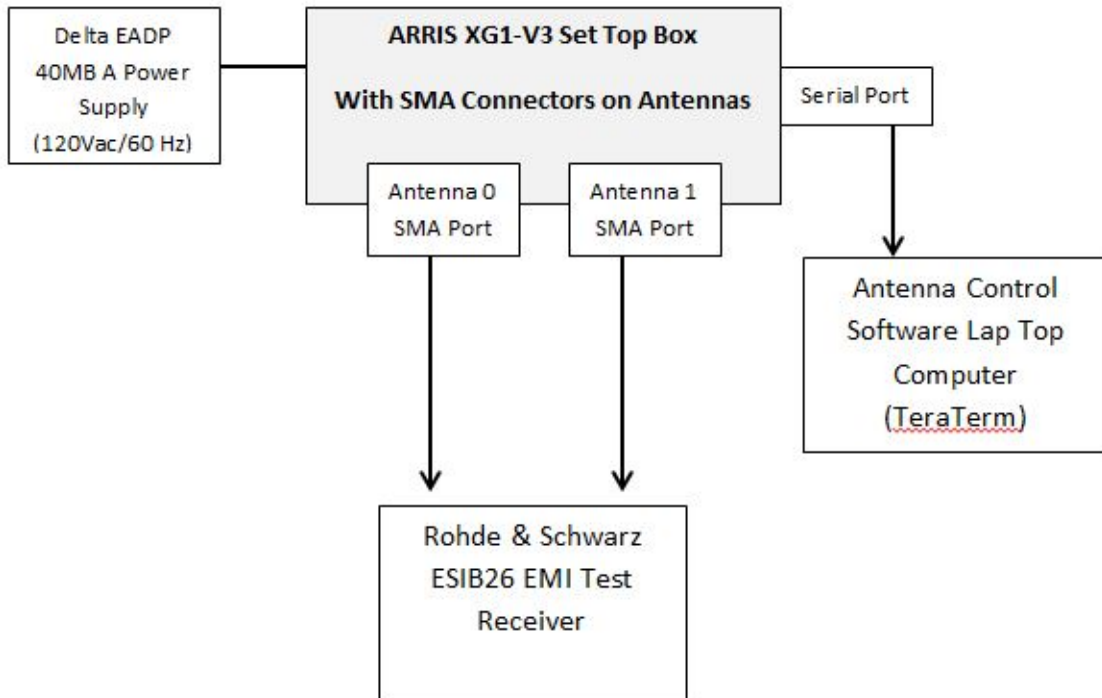 Delta EADP
40MB A Power
Supply
(120Vac/60 Hz)
ARRIS XG1-V3 Set Top Box
With SMA Connectors on Antennas
Serial Port
Antenna 0
SMA Port
Antenna 1
SMA Port
Antenna Control
Software Lap Top
Computer
(TeraTerm)
Rohde & Schwarz
ESIB26 EMI Test
Receiver